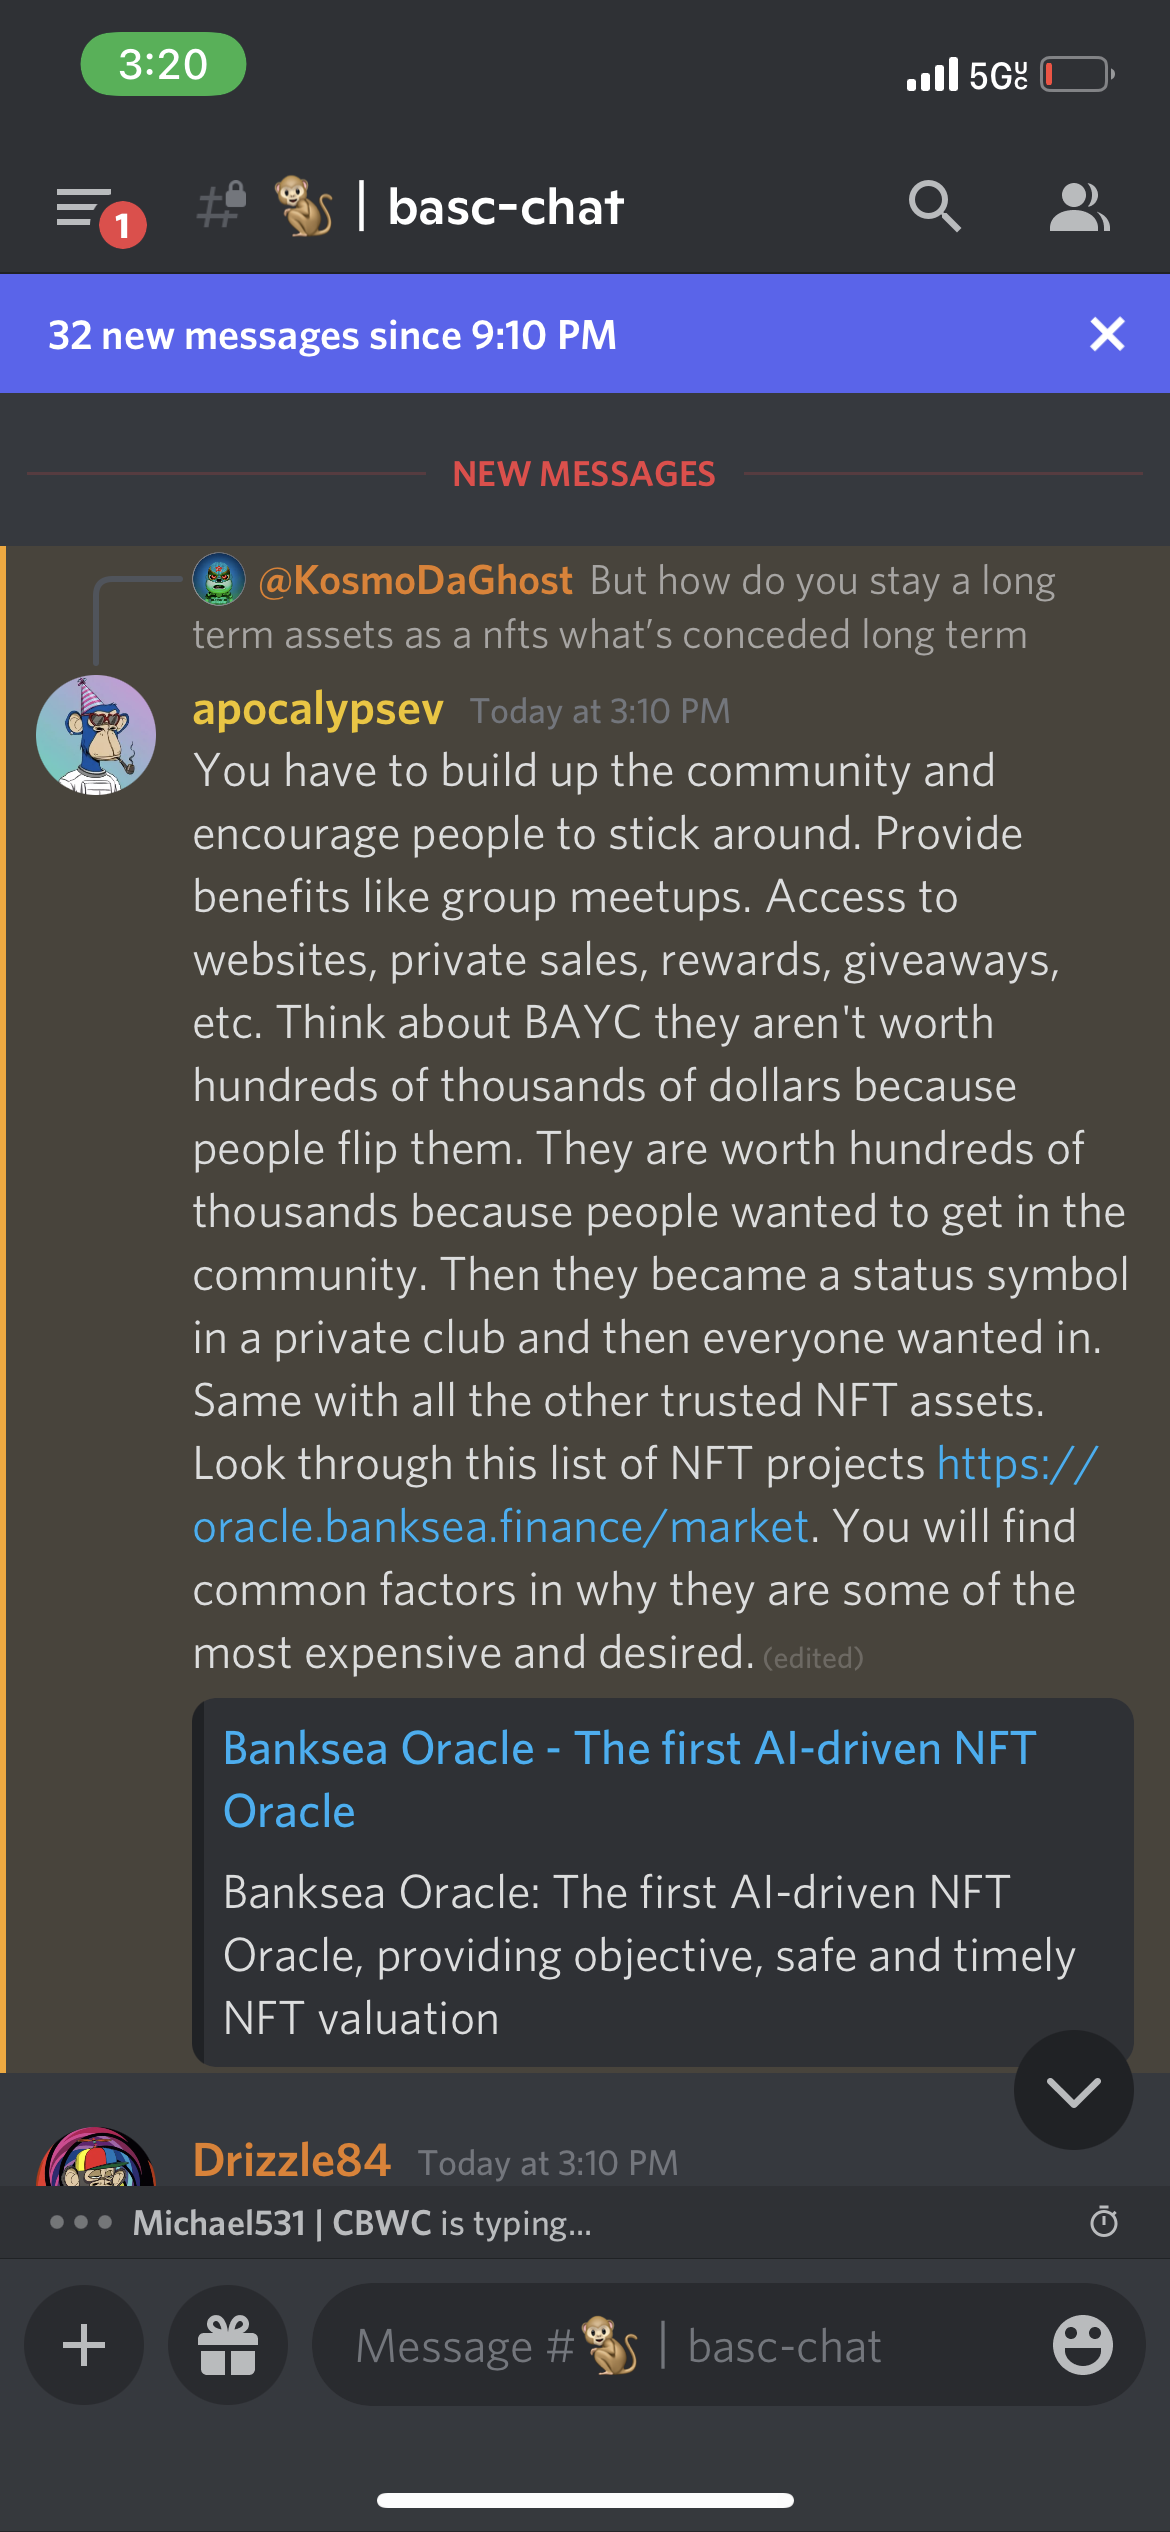 3:20
5GUC
1
# | basc-chat
32 new messages since 9:10 PM
NEW MESSAGES
@KosmoDaGhost But how do you stay a long
term assets as a nfts what's conceded long term
apocalypsev Today at 3:10 PM
You have to build up the community and
encourage people to stick around. Provide
benefits like group meetups. Access to
websites, private sales, rewards, giveaways,
etc. Think about BAYC they aren't worth
hundreds of thousands of dollars because
people flip them. They are worth hundreds of
thousands because people wanted to get in the
community. Then they became a status symbol
in a private club and then everyone wanted in.
Same with all the other trusted NFT assets.
Look through this list of NFT projects https://
oracle.banksea.finance/market. You will find
common factors in why they are some of the
most expensive and desired. (edited)
Banksea Oracle - The first AI-driven NFT
Oracle
Banksea Oracle: The first AI-driven NFT
Oracle, providing objective, safe and timely
NFT valuation
Drizzle84 Today at 3:10 PM
Michael531 | CBWC is typing...
Message #🐒 | basc-chat